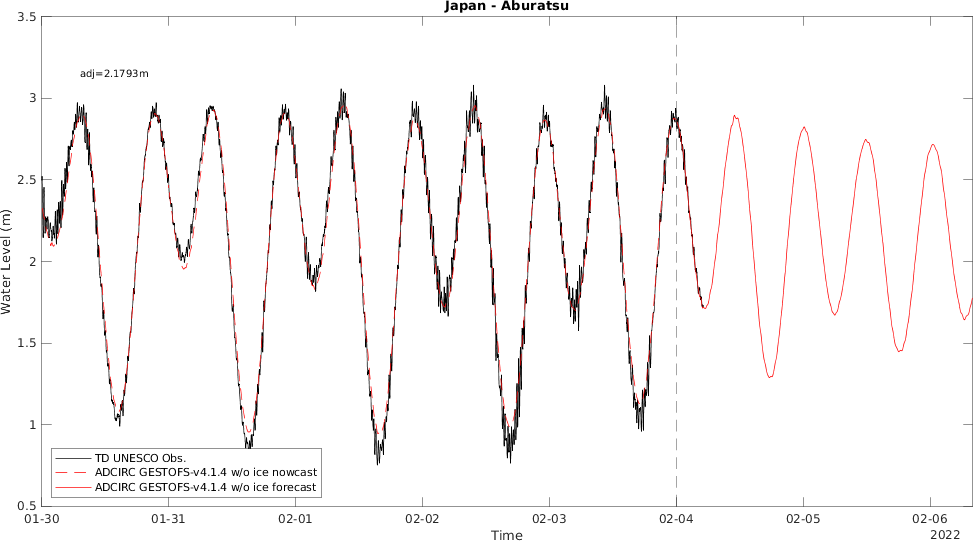 Japan - Aburatsu
3.5
adj=2.1793m
3
2.5
Water Level (m)
2
1.5
1
TD UNESCO Obs.
ADCIRC GESTOFS-v4.1.4 w/o ice nowcast
ADCIRC GESTOFS-v4.1.4 w/o ice forecast
0.5
01-30 01-31 02-01 02-02 02-03 02-04 02-05 02-06
Time 2022